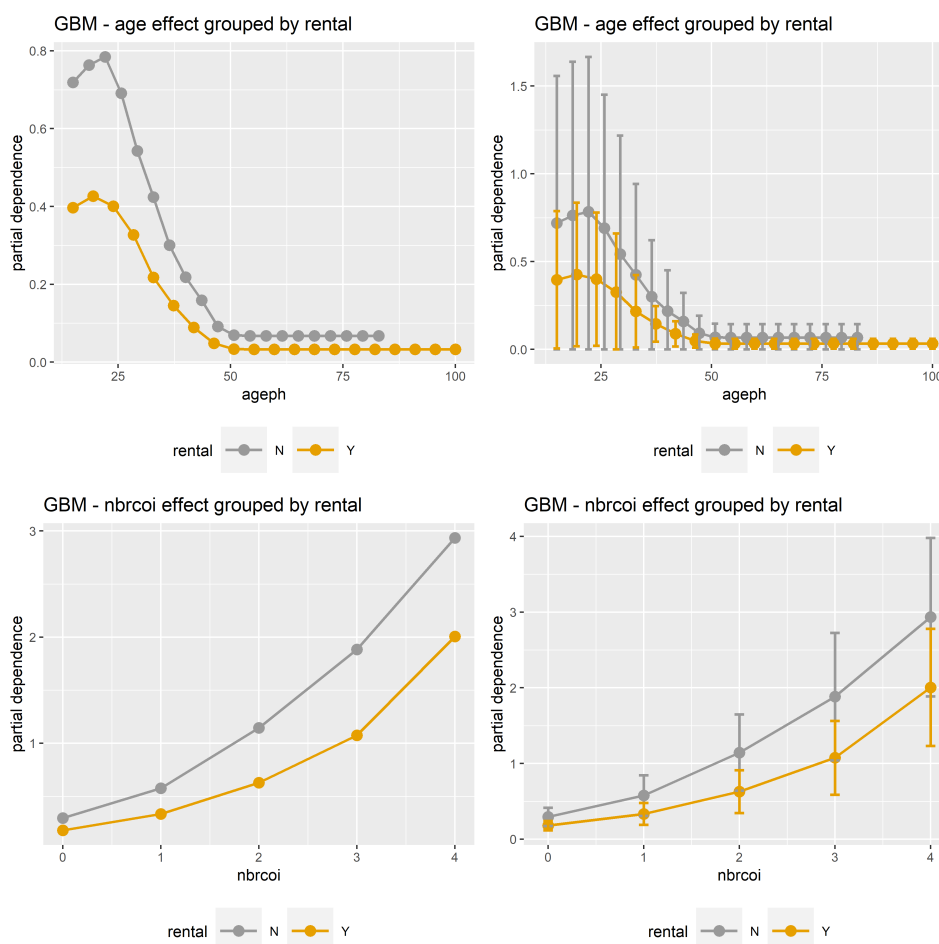 GBM - age effect grouped by rental
partial dependence
0.8
0.6
0.4
0.2
0.0
25
50
75
100
ageph
rental N Y
GBM - age effect grouped by rental
partial dependence
1.5
1.0
0.5
0.0
25
50
75
100
ageph
rental N Y
GBM - nbrcoi effect grouped by rental
partial dependence
3
2
1
0
1
2
3
4
nbrcoi
rental N Y
GBM - nbrcoi effect grouped by rental
partial dependence
4
3
2
1
0
0
1
2
3
4
nbrcoi
rental N Y